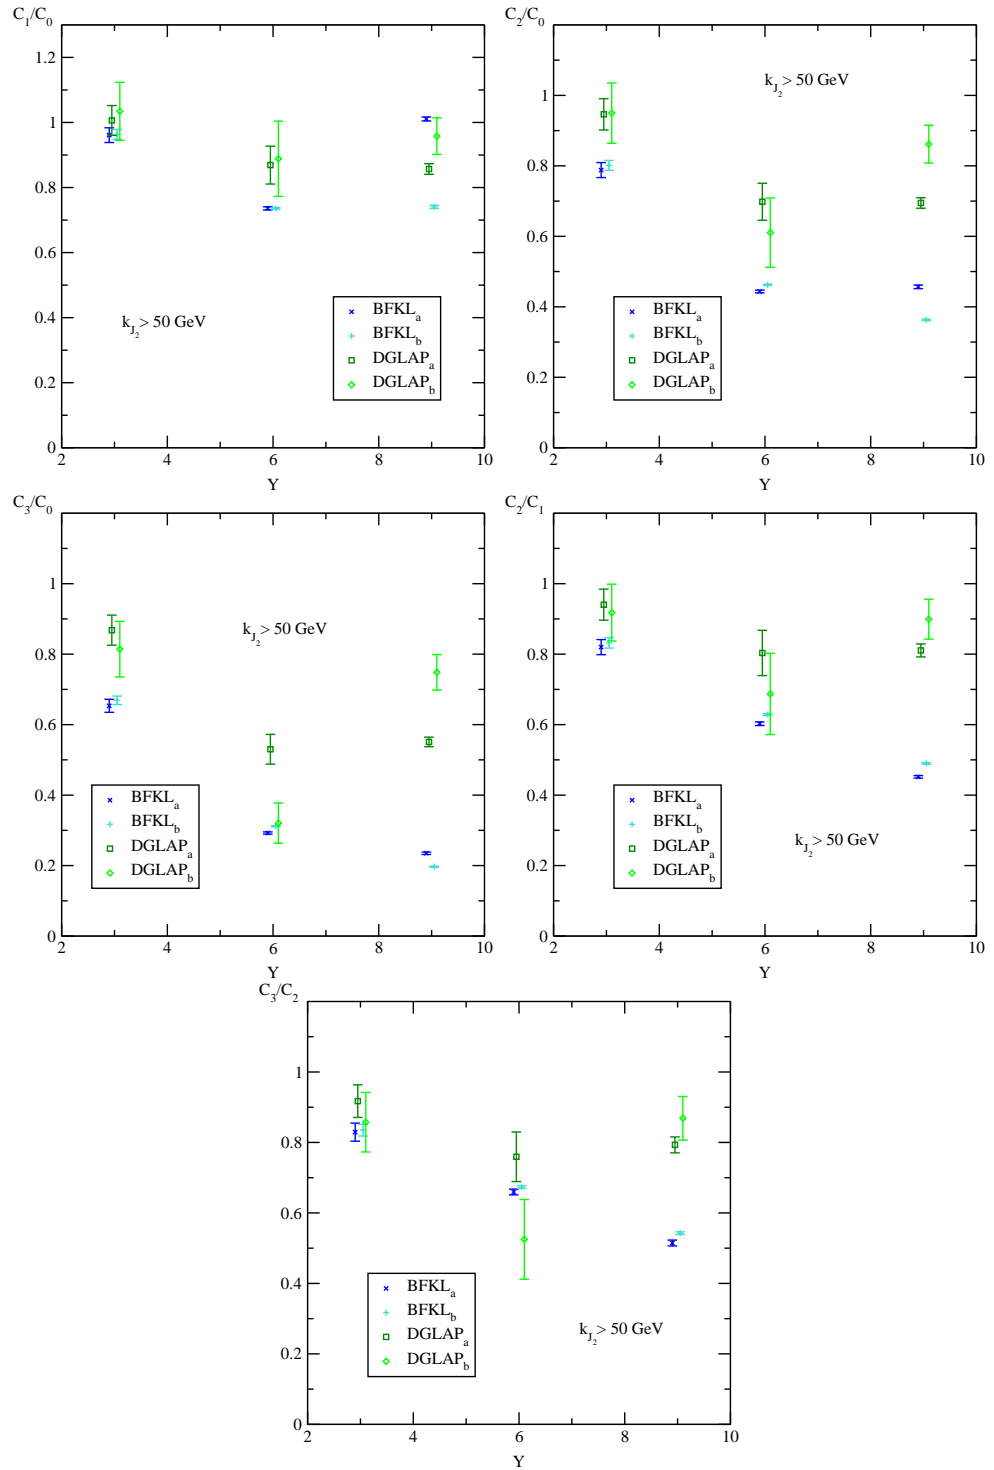 C1/C0
1.2
1
0.8
0.6
0.4
0.2
0
2 4 6 8 10
Y
kJ2 > 50 GeV
BFKLa
BFKLb
DGLAPa
DGLAPb
C2/C0
1
0.8
0.6
0.4
0.2
0
2 4 6 8 10
Y
kJ2 > 50 GeV
BFKLa
BFKLb
DGLAPa
DGLAPb
C3/C0
1
0.8
0.6
0.4
0.2
0
2 4 6 8 10
Y
kJ2 > 50 GeV
BFKLa
BFKLb
DGLAPa
DGLAPb
C2/C1
1
0.8
0.6
0.4
0.2
0
2 4 6 8 10
Y
BFKLa
BFKLb
DGLAPa
DGLAPb
kJ2 > 50 GeV
C3/C2
1
0.8
0.6
0.4
0.2
0
2 4 6 8 10
Y
BFKLa
BFKLb
DGLAPa
DGLAPb
kJ2 > 50 GeV